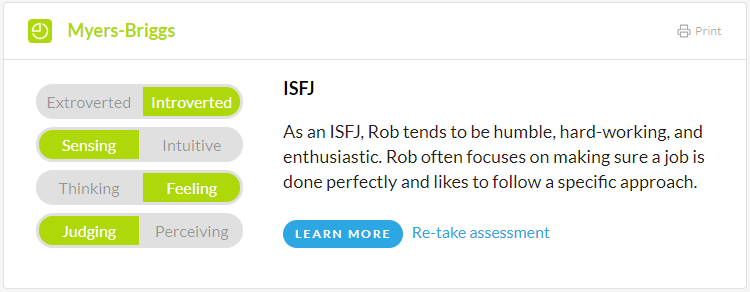 Myers-Briggs
Print
Extroverted Introverted
Sensing Intuitive
Thinking Feeling
Judging Perceiving
ISFJ
As an ISFJ, Rob tends to be humble, hard-working, and
enthusiastic. Rob often focuses on making sure a job is
done perfectly and likes to follow a specific approach.
LEARN MORE Re-take assessment